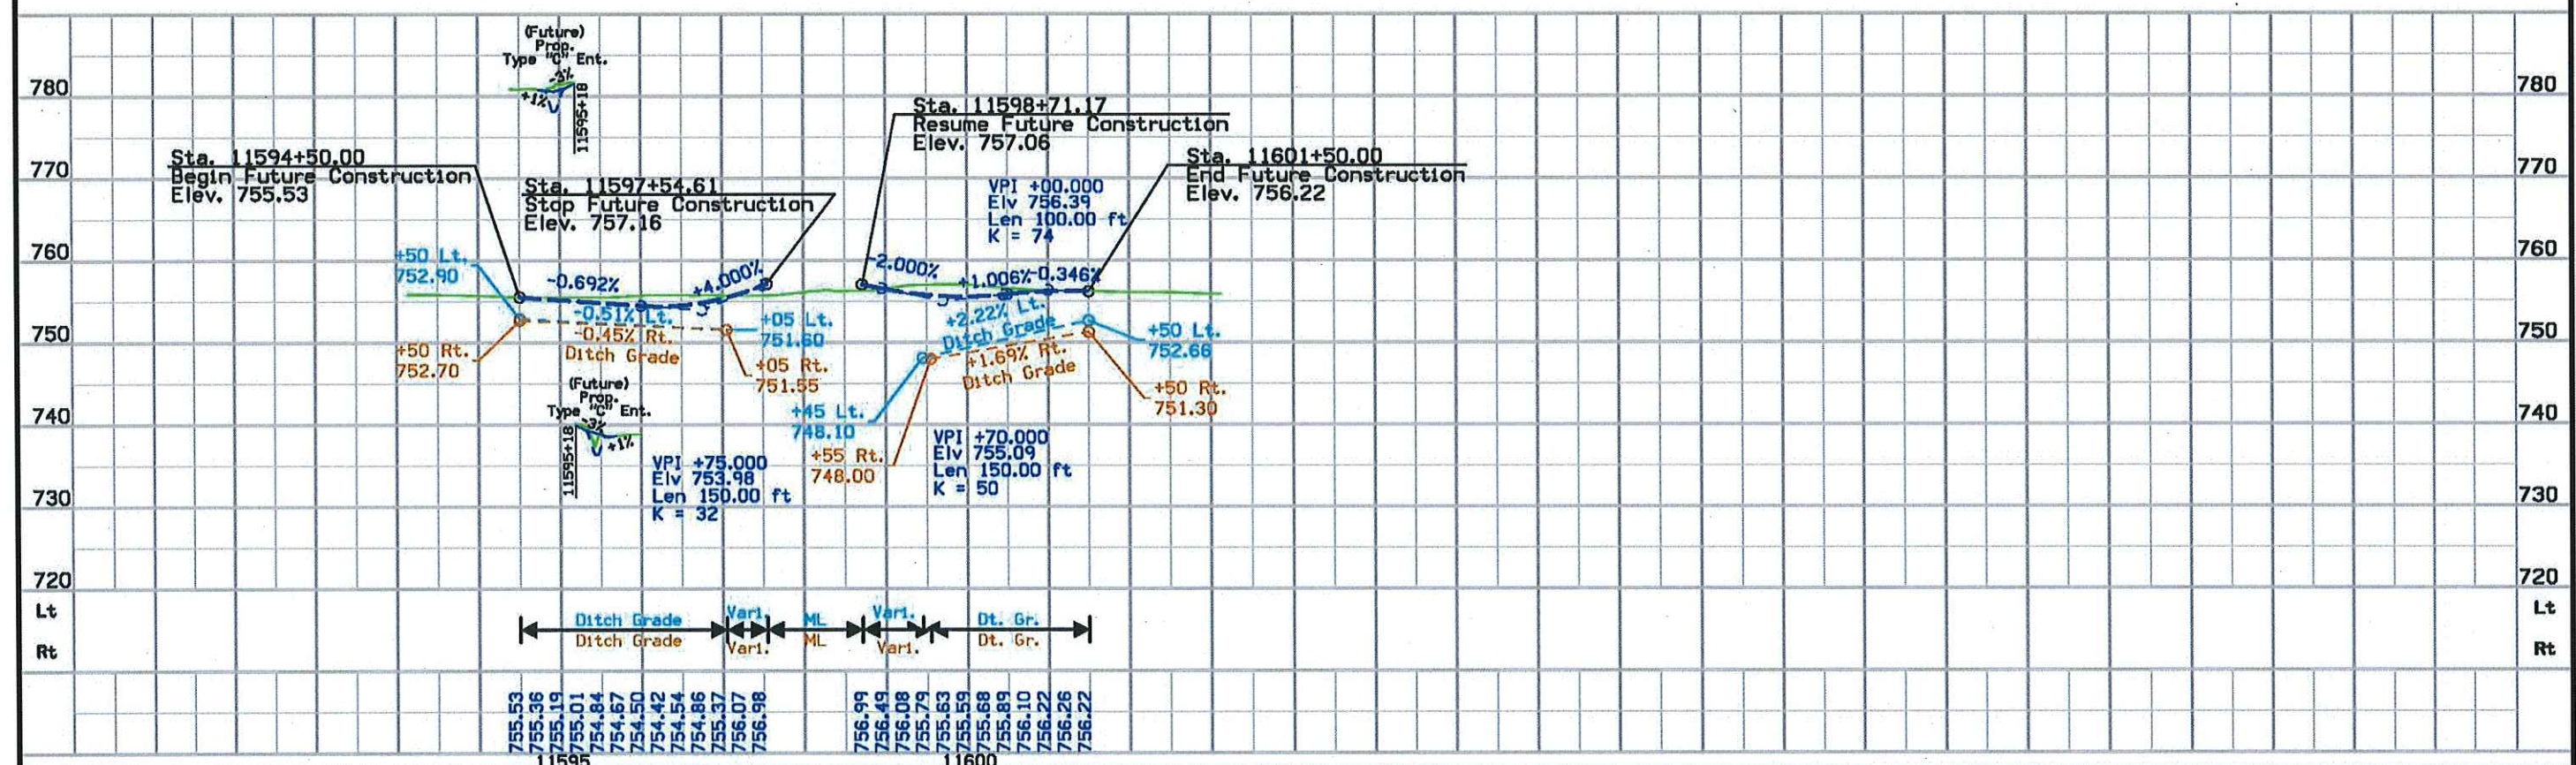 (Future)
Prop.
Type "C" Ent.
-3%
+1%
11595+18
780
780
Sta. 11598+71.17
Resume Future Construction
Elev. 757.06
Sta. 11594+50.00
Begin Future Construction
Elev. 755.53
770
770
Sta. 11601+50.00
End Future Construction
Elev. 756.22
Sta. 11597+54.61
Stop Future Construction
Elev. 757.16
VPI +00.000
Elv 756.39
Len 100.00 ft
K = 74
760
760
+50 Lt.
752.90
-0.692%
+4.000%
-2.000%
+1.006%
-0.346%
-0.51% Lt.
-0.45% Rt.
Ditch Grade
+05 Lt.
751.60
+2.22% Lt.
Ditch Grade
+1.69% Rt.
Ditch Grade
+50 Lt.
752.66
750
750
+50 Rt.
752.70
+05 Rt.
751.55
+50 Rt.
751.30
(Future)
Prop.
Type "C" Ent.
-3%
+1%
11595+18
740
740
+45 Lt.
748.10
+55 Rt.
748.00
VPI +70.000
Elv 755.09
Len 150.00 ft
K = 50
VPI +75.000
Elv 753.98
Len 150.00 ft
K = 32
730
730
720
720
Lt
Ditch Grade
Vari.
ML
Vari.
Dt. Gr.
Lt
Rt
Ditch Grade
Vari.
ML
Vari.
Dt. Gr.
Rt
755.53
755.36
755.19
755.01
754.84
754.67
754.50
754.42
754.54
754.86
755.37
756.07
756.98
756.99
756.49
756.08
755.79
755.63
755.59
755.68
755.89
756.10
756.22
756.26
756.22
11595
11600